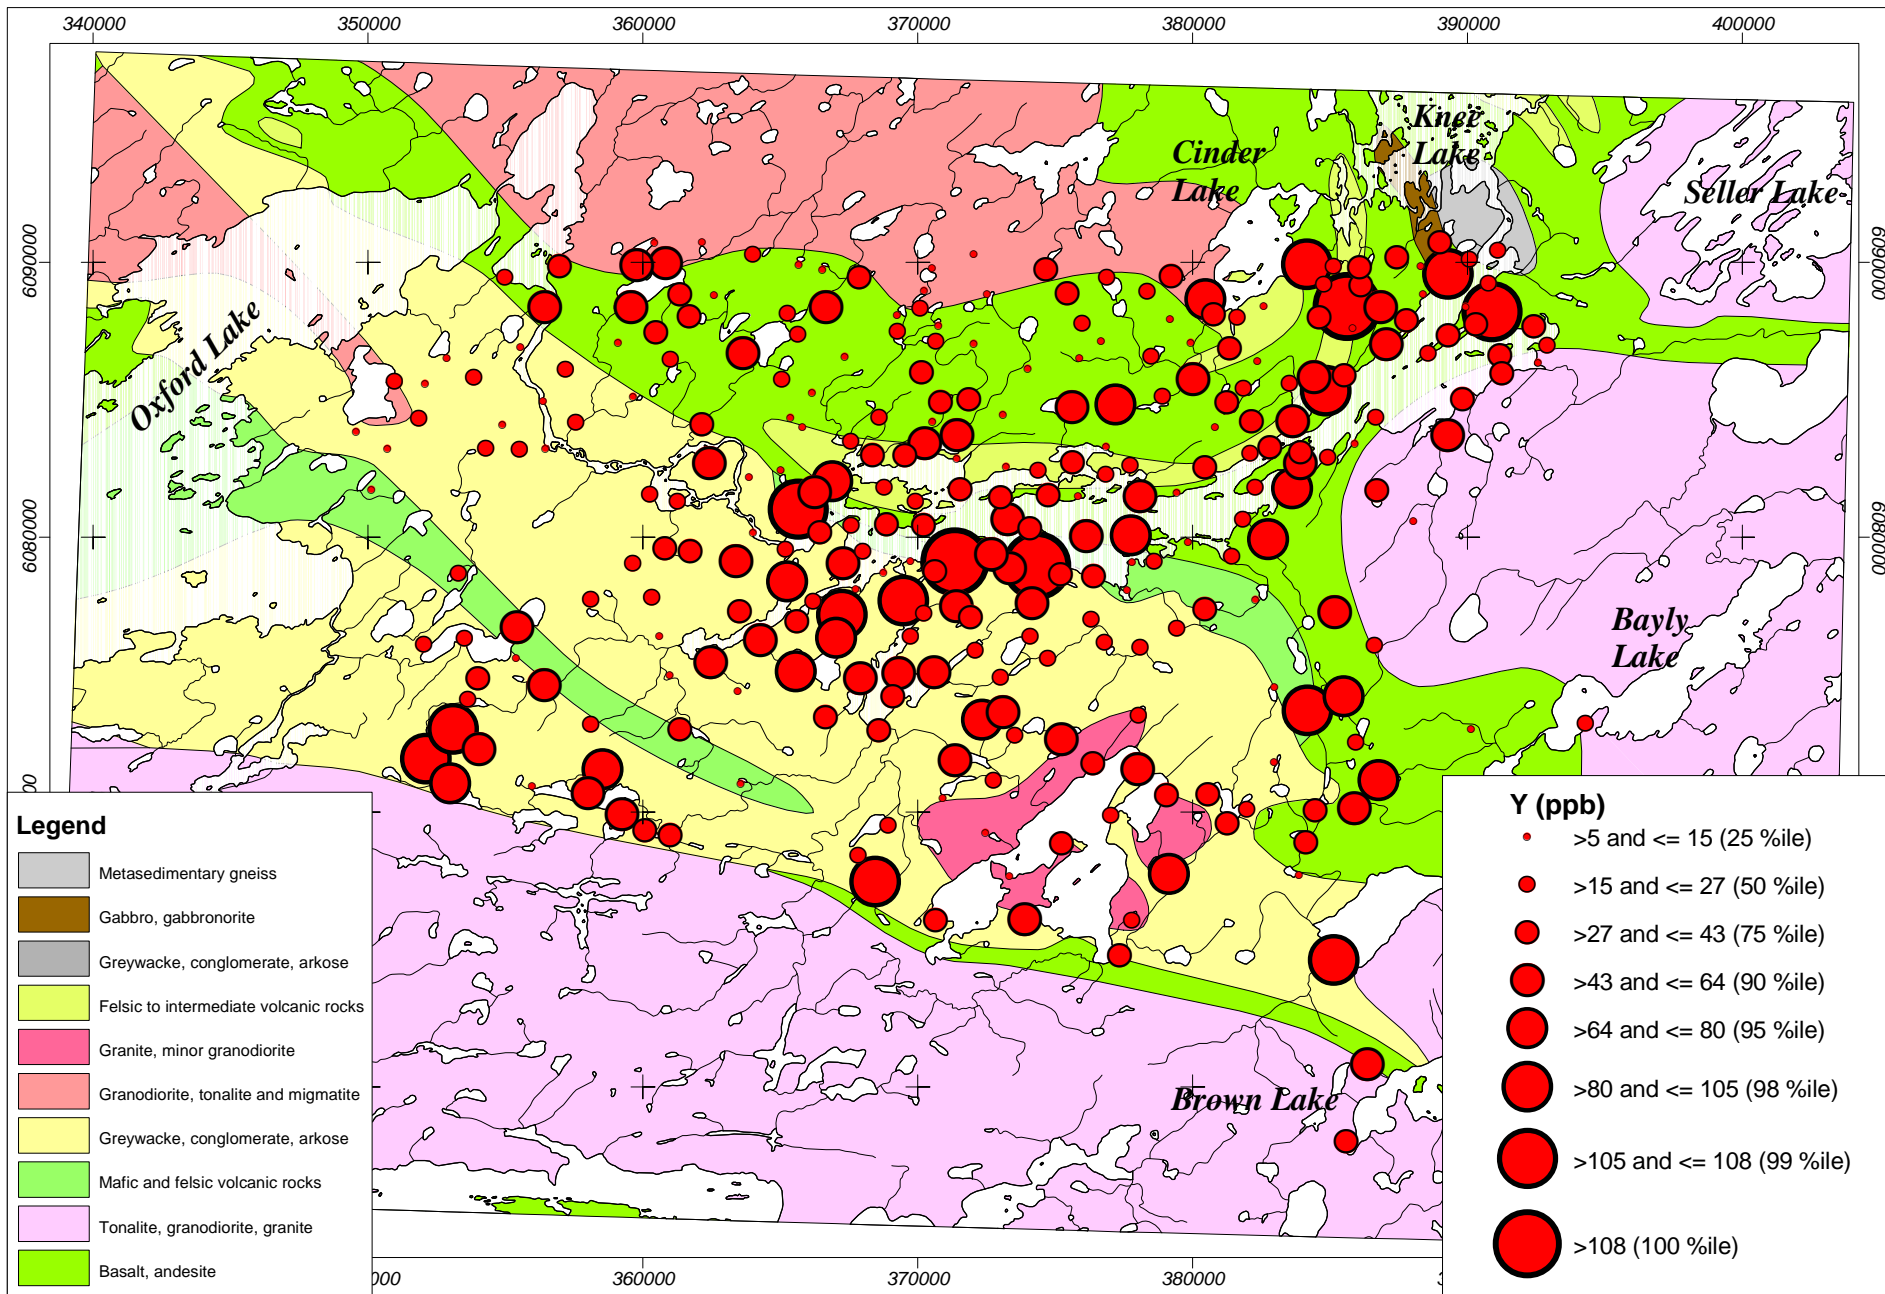 340000 350000 360000 370000 380000 390000 400000
6090000
6090000
6080000
6080000
Knee
Lake
Cinder
Lake
Seller Lake
Oxford Lake
Bayly
Lake
Brown Lake
Legend
Metasedimentary gneiss
Gabbro, gabbronorite
Greywacke, conglomerate, arkose
Felsic to intermediate volcanic rocks
Granite, minor granodiorite
Granodiorite, tonalite and migmatite
Greywacke, conglomerate, arkose
Mafic and felsic volcanic rocks
Tonalite, granodiorite, granite
Basalt, andesite
Y (ppb)
>5 and <= 15 (25 %ile)
>15 and <= 27 (50 %ile)
>27 and <= 43 (75 %ile)
>43 and <= 64 (90 %ile)
>64 and <= 80 (95 %ile)
>80 and <= 105 (98 %ile)
>105 and <= 108 (99 %ile)
>108 (100 %ile)
360000 370000 380000